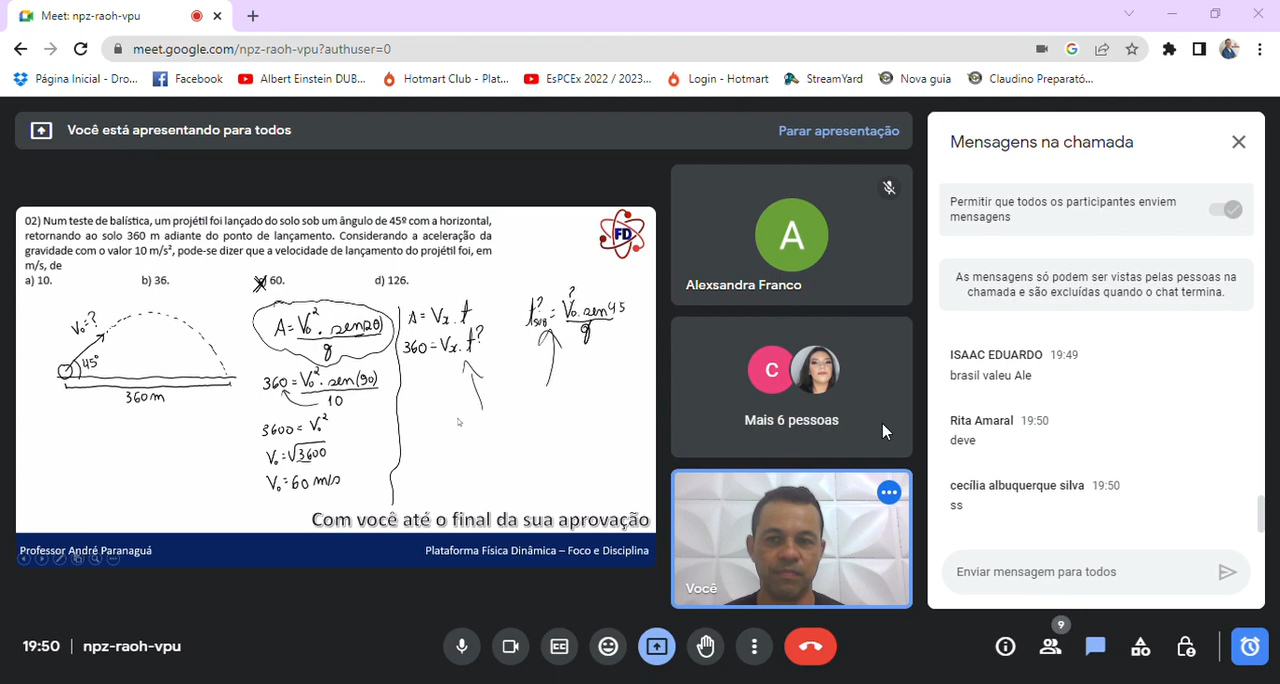 Meet: npz-raoh-vpu
meet.google.com/npz-raoh-vpu?authuser=0
Página Inicial - Dro...
Facebook
Albert Einstein DUB...
Hotmart Club - Plat...
EsPCEx 2022 / 2023...
Login - Hotmart
StreamYard
Nova guia
Claudino Preparató...
Você está apresentando para todos
Parar apresentação
02) Num teste de balística, um projétil foi lançado do solo sob um ângulo de 45º com a horizontal,
retornando ao solo 360 m adiante do ponto de lançamento. Considerando a aceleração da
gravidade com o valor 10 m/s², pode-se dizer que a velocidade de lançamento do projétil foi, em
m/s, de
a) 10. b) 36. 60. d) 126.
FD
V₀=?
45°
360 m
A = V₀² . sen2θ
g
360 = V₀² . sen(90)
10
3600 = V₀²
V₀ = √3600
V₀ = 60 m/s
A = Vx . t
360 = Vx . t?
t? = V₀? . sen45
g
Com você até o final da sua aprovação
Professor André Paranaguá
Plataforma Física Dinâmica – Foco e Disciplina
A
Alexsandra Franco
C
Mais 6 pessoas
Você
Mensagens na chamada
Permitir que todos os participantes enviem
mensagens
As mensagens só podem ser vistas pelas pessoas na
chamada e são excluídas quando o chat termina.
ISAAC EDUARDO 19:49
brasil valeu Ale
Rita Amaral 19:50
deve
cecília albuquerque silva 19:50
ss
Enviar mensagem para todos
19:50 | npz-raoh-vpu
9